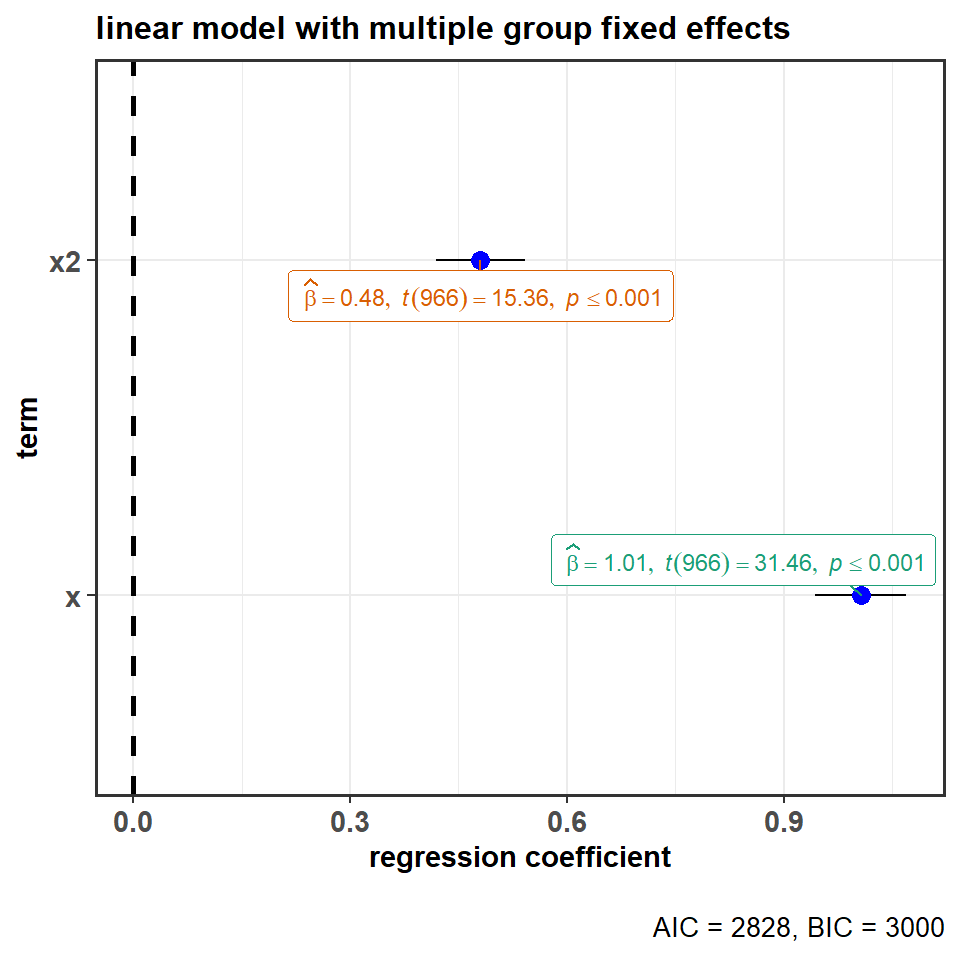 linear model with multiple group fixed effects
x2
β̂ = 0.48, t(966) = 15.36, p ≤ 0.001
term
β̂ = 1.01, t(966) = 31.46, p ≤ 0.001
x
0.0 0.3 0.6 0.9
regression coefficient
AIC = 2828, BIC = 3000